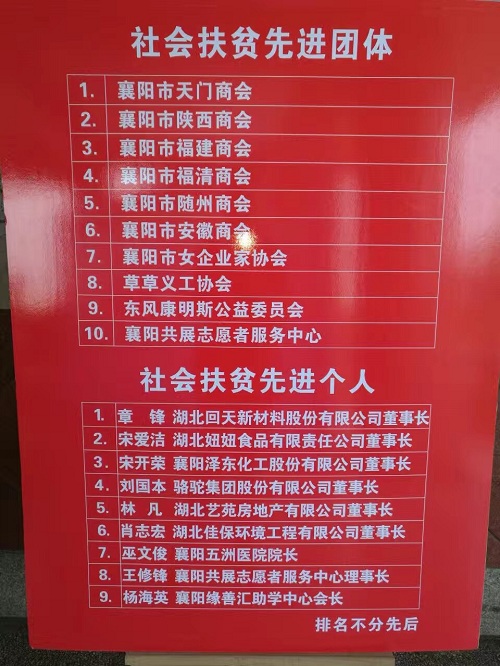 社会扶贫先进团体
1. 襄阳市天门商会
2. 襄阳市陕西商会
3. 襄阳市福建商会
4. 襄阳市福清商会
5. 襄阳市随州商会
6. 襄阳市安徽商会
7. 襄阳市女企业家协会
8. 草草义工协会
9. 东风康明斯公益委员会
10. 襄阳共展志愿者服务中心
社会扶贫先进个人
1. 章 锋 湖北回天新材料股份有限公司董事长
2. 宋爱洁 湖北妞妞食品有限责任公司董事长
3. 宋开荣 襄阳泽东化工股份有限公司董事长
4. 刘国本 骆驼集团股份有限公司董事长
5. 林 凡 湖北艺苑房地产有限公司董事长
6. 肖志宏 湖北佳保环境工程有限公司董事长
7. 巫文俊 襄阳五洲医院院长
8. 王修锋 襄阳共展志愿者服务中心理事长
9. 杨海英 襄阳缘善汇助学中心会长
排名不分先后